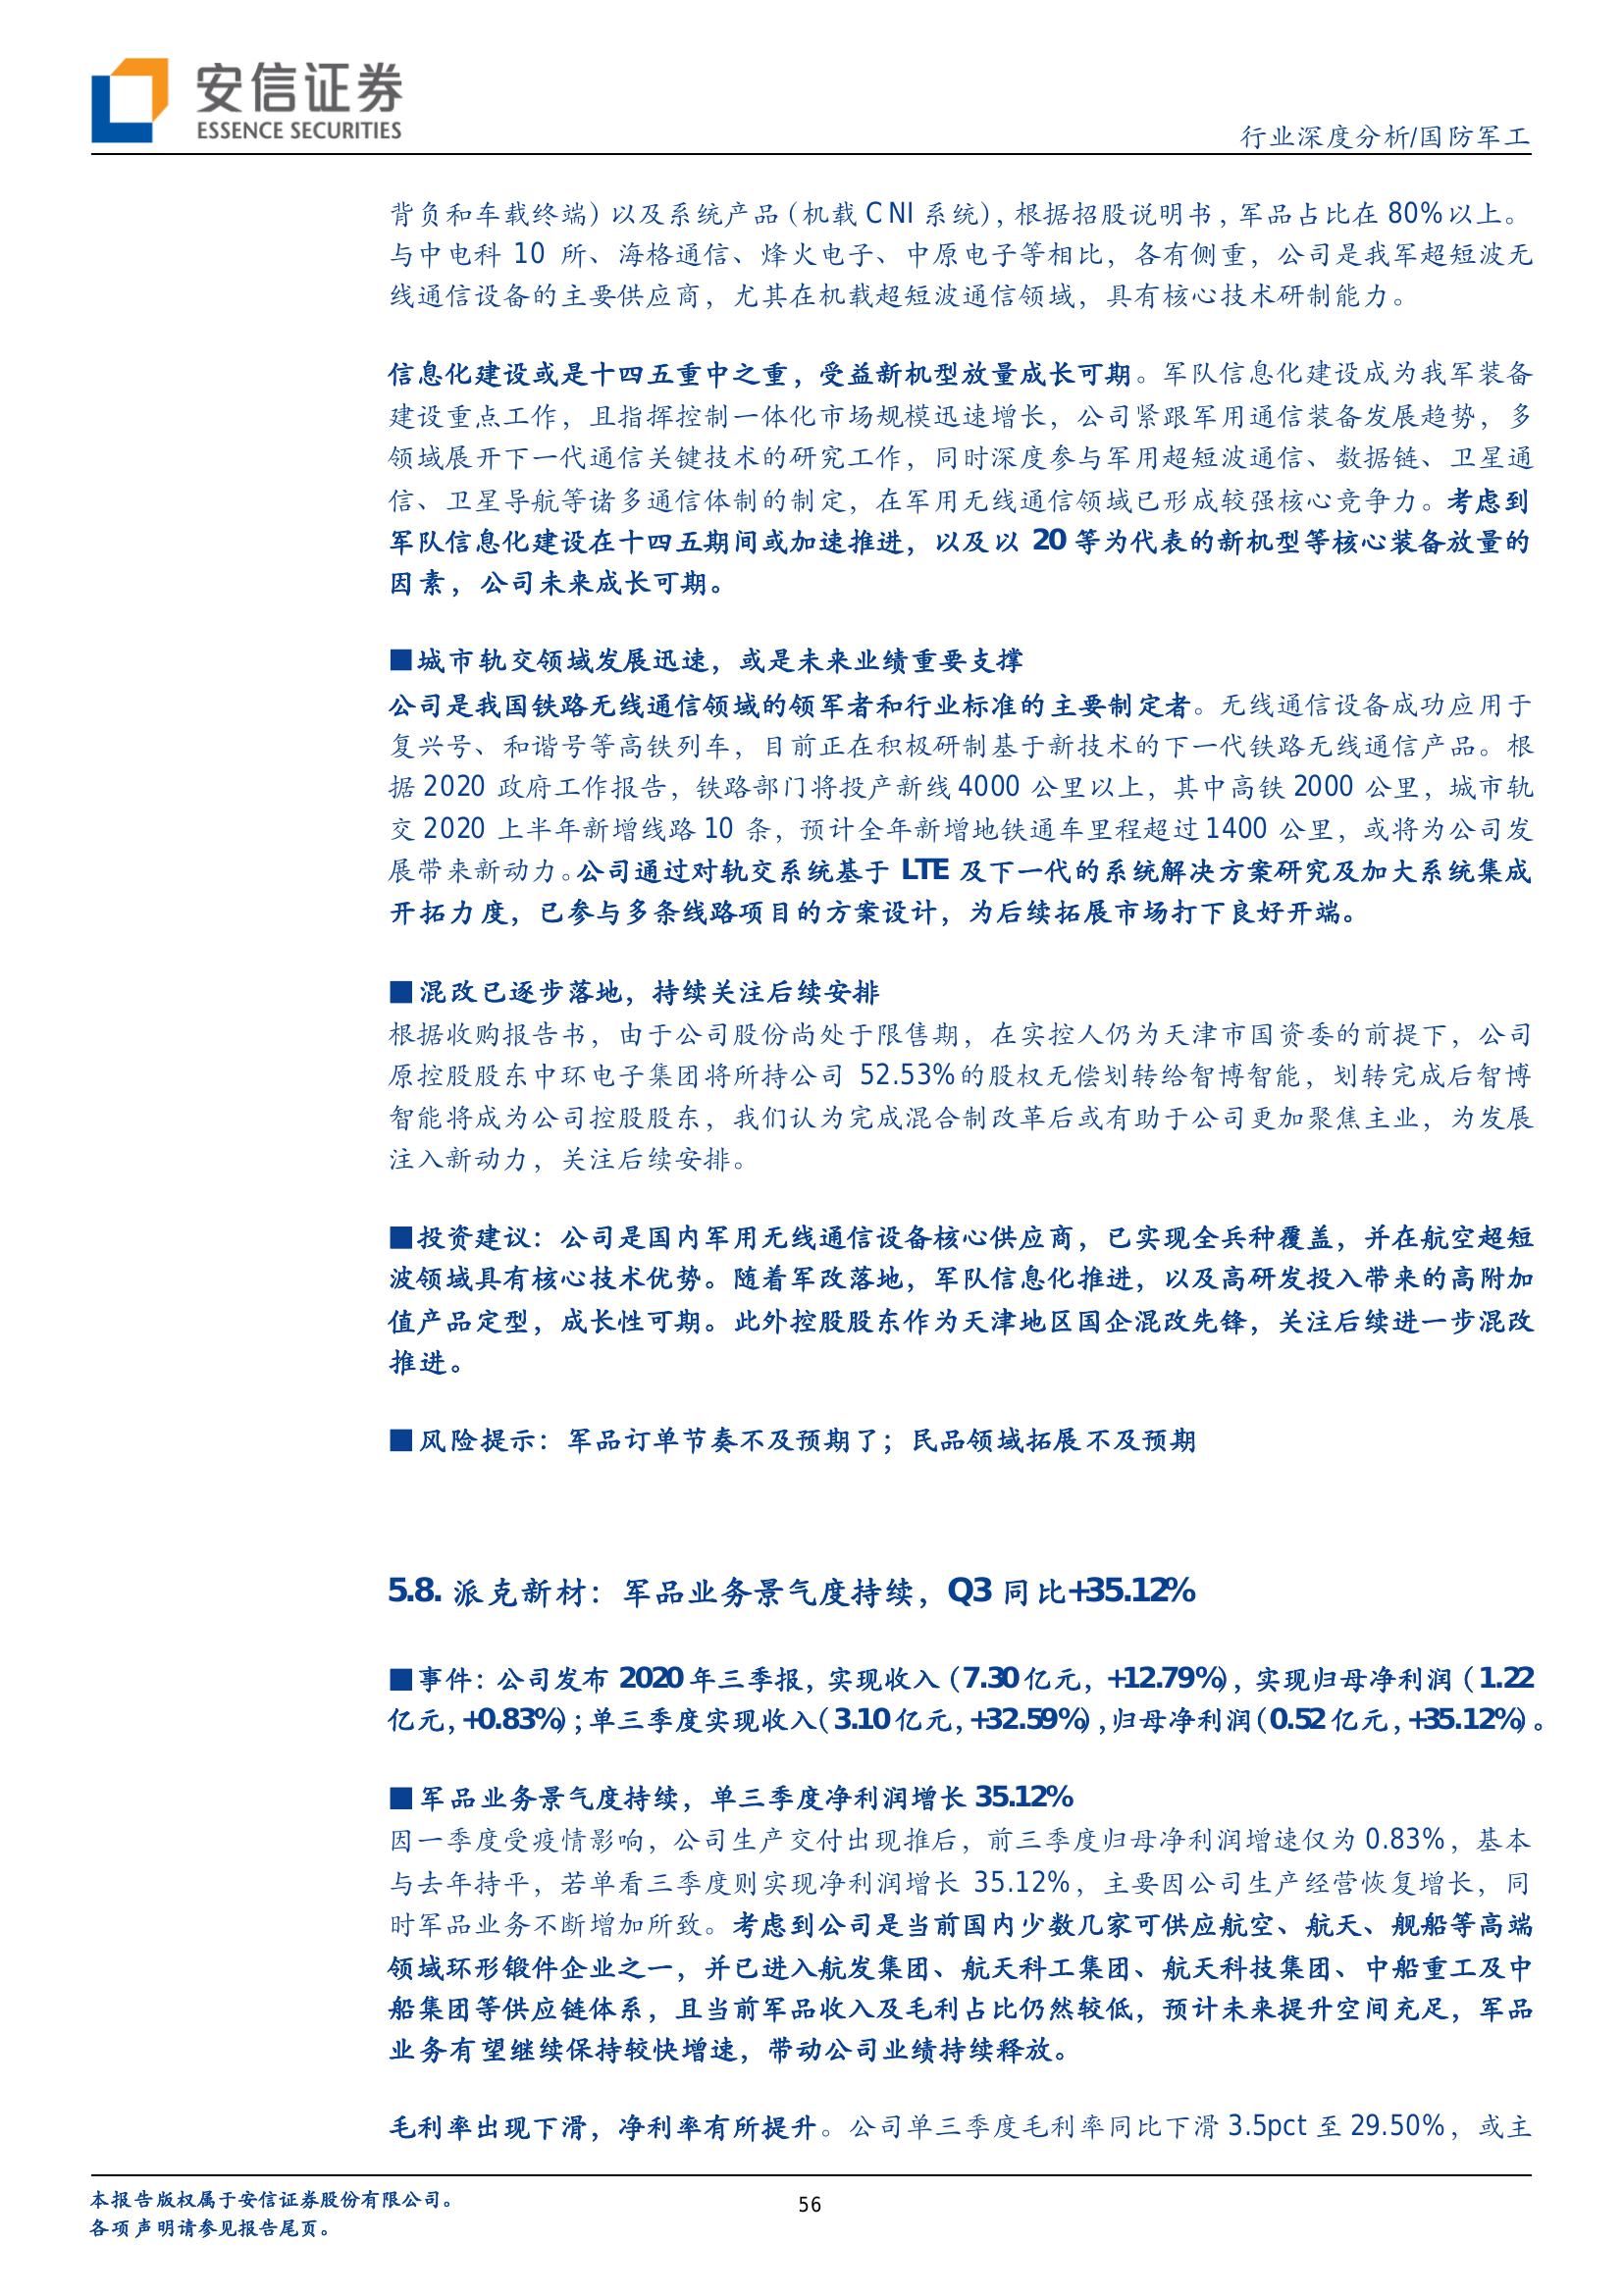 安信证券
ESSENCE SECURITIES
行业深度分析/国防军工
背负和车载终端）以及系统产品（机载 CNI 系统），根据招股说明书，军品占比在 80%以上。
与中电科 10 所、海格通信、烽火电子、中原电子等相比，各有侧重，公司是我军超短波无
线通信设备的主要供应商，尤其在机载超短波通信领域，具有核心技术研制能力。
信息化建设或是十四五重中之重，受益新机型放量成长可期。军队信息化建设成为我军装备
建设重点工作，且指挥控制一体化市场规模迅速增长，公司紧跟军用通信装备发展趋势，多
领域展开下一代通信关键技术的研究工作，同时深度参与军用超短波通信、数据链、卫星通
信、卫星导航等诸多通信体制的制定，在军用无线通信领域已形成较强核心竞争力。考虑到
军队信息化建设在十四五期间或加速推进，以及以 20 等为代表的新机型等核心装备放量的
因素，公司未来成长可期。
■城市轨交领域发展迅速，或是未来业绩重要支撑
公司是我国铁路无线通信领域的领军者和行业标准的主要制定者。无线通信设备成功应用于
复兴号、和谐号等高铁列车，目前正在积极研制基于新技术的下一代铁路无线通信产品。根
据 2020 政府工作报告，铁路部门将投产新线 4000 公里以上，其中高铁 2000 公里，城市轨
交 2020 上半年新增线路 10 条，预计全年新增地铁通车里程超过 1400 公里，或将为公司发
展带来新动力。公司通过对轨交系统基于 LTE 及下一代的系统解决方案研究及加大系统集成
开拓力度，已参与多条线路项目的方案设计，为后续拓展市场打下良好开端。
■混改已逐步落地，持续关注后续安排
根据收购报告书，由于公司股份尚处于限售期，在实控人仍为天津市国资委的前提下，公司
原控股股东中环电子集团将所持公司 52.53%的股权无偿划转给智博智能，划转完成后智博
智能将成为公司控股股东，我们认为完成混合制改革后或有助于公司更加聚焦主业，为发展
注入新动力，关注后续安排。
■投资建议：公司是国内军用无线通信设备核心供应商，已实现全兵种覆盖，并在航空超短
波领域具有核心技术优势。随着军改落地，军队信息化推进，以及高研发投入带来的高附加
值产品定型，成长性可期。此外控股股东作为天津地区国企混改先锋，关注后续进一步混改
推进。
■风险提示：军品订单节奏不及预期了；民品领域拓展不及预期
5.8. 派克新材：军品业务景气度持续，Q3 同比+35.12%
■事件：公司发布 2020 年三季报，实现收入（7.30 亿元，+12.79%），实现归母净利润（1.22
亿元，+0.83%）；单三季度实现收入（3.10 亿元，+32.59%），归母净利润（0.52 亿元，+35.12%）。
■军品业务景气度持续，单三季度净利润增长 35.12%
因一季度受疫情影响，公司生产交付出现推后，前三季度归母净利润增速仅为 0.83%，基本
与去年持平，若单看三季度则实现净利润增长 35.12%，主要因公司生产经营恢复增长，同
时军品业务不断增加所致。考虑到公司是当前国内少数几家可供应航空、航天、舰船等高端
领域环形锻件企业之一，并已进入航发集团、航天科工集团、航天科技集团、中船重工及中
船集团等供应链体系，且当前军品收入及毛利占比仍然较低，预计未来提升空间充足，军品
业务有望继续保持较快增速，带动公司业绩持续释放。
毛利率出现下滑，净利率有所提升。公司单三季度毛利率同比下滑 3.5pct 至 29.50%，或主
本报告版权属于安信证券股份有限公司。
各项声明请参见报告尾页。
56